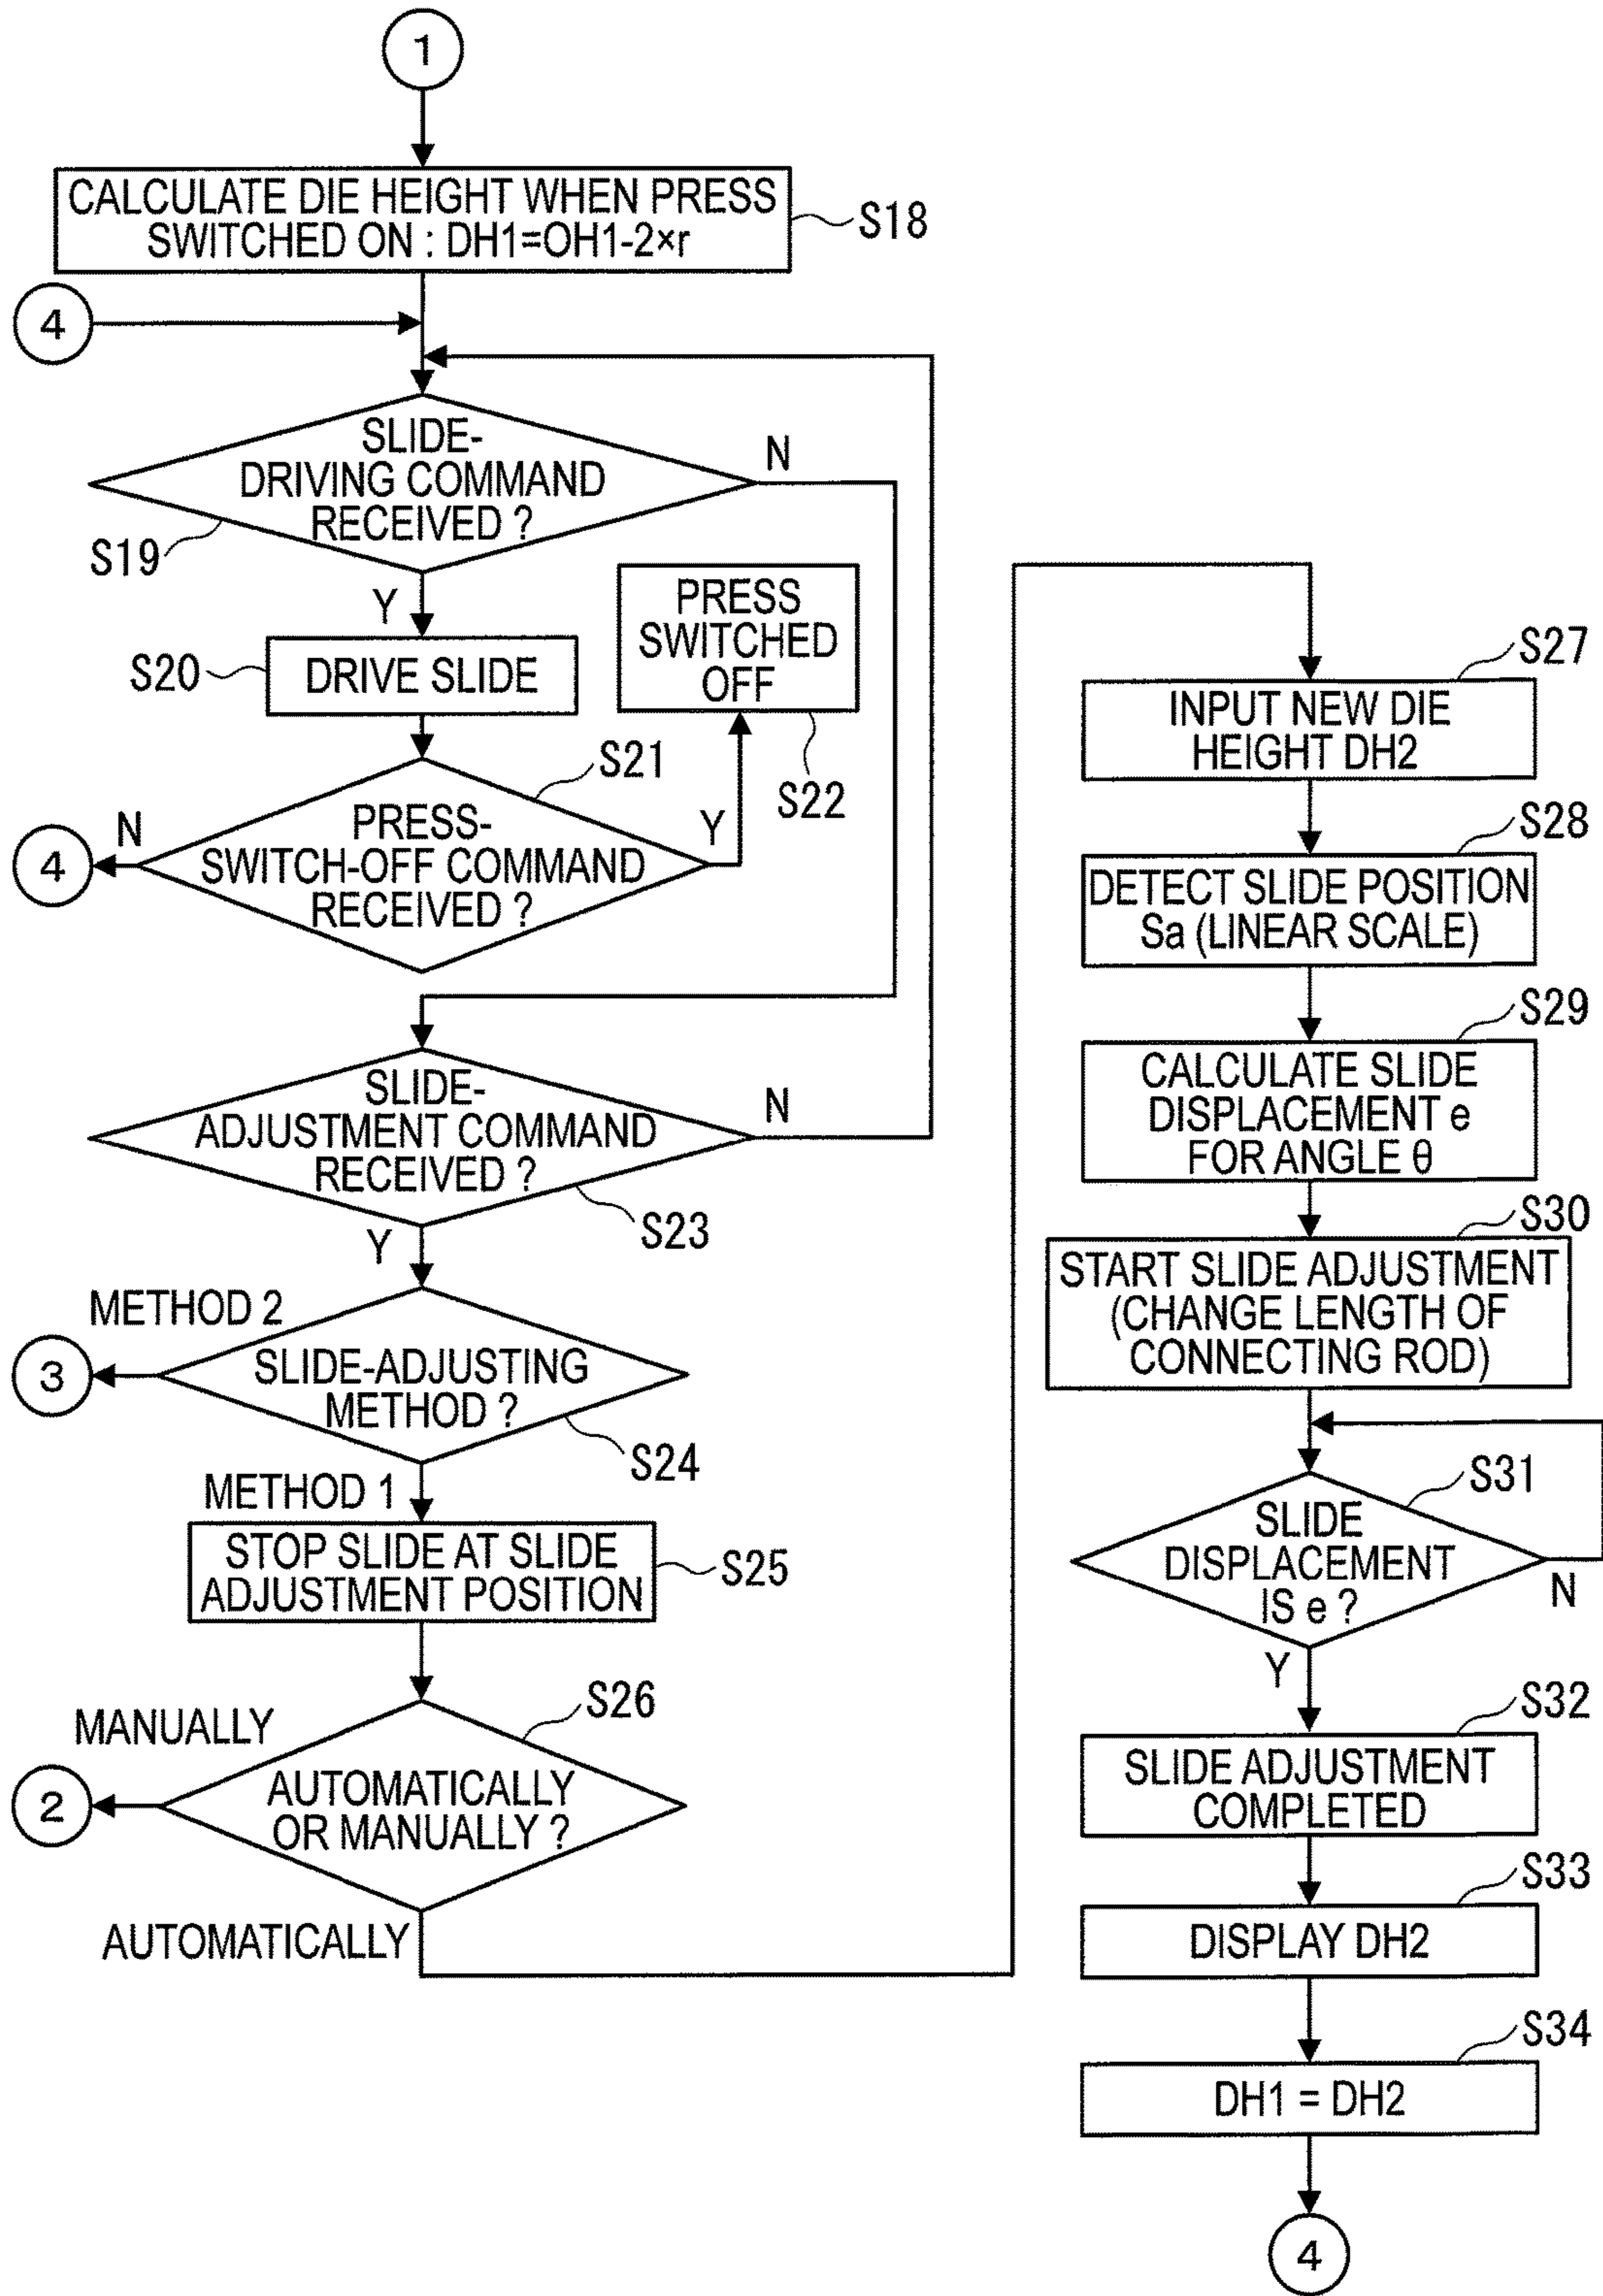 1
CALCULATE DIE HEIGHT WHEN PRESS
SWITCHED ON : DH1=OH1-2×r
S18
4
SLIDE-
DRIVING COMMAND
RECEIVED ?
N
S19
Y
DRIVE SLIDE
S20
PRESS
SWITCHED
OFF
S22
S21
PRESS-
SWITCH-OFF COMMAND
RECEIVED ?
N
Y
4
SLIDE-
ADJUSTMENT COMMAND
RECEIVED ?
N
S23
Y
METHOD 2
3
SLIDE-ADJUSTING
METHOD ?
S24
METHOD 1
STOP SLIDE AT SLIDE
ADJUSTMENT POSITION
S25
S26
MANUALLY
2
AUTOMATICALLY
OR MANUALLY ?
AUTOMATICALLY
S27
INPUT NEW DIE
HEIGHT DH2
S28
DETECT SLIDE POSITION
Sa (LINEAR SCALE)
S29
CALCULATE SLIDE
DISPLACEMENT e
FOR ANGLE θ
S30
START SLIDE ADJUSTMENT
(CHANGE LENGTH OF
CONNECTING ROD)
S31
SLIDE
DISPLACEMENT
IS e ?
N
Y
S32
SLIDE ADJUSTMENT
COMPLETED
S33
DISPLAY DH2
S34
DH1 = DH2
4